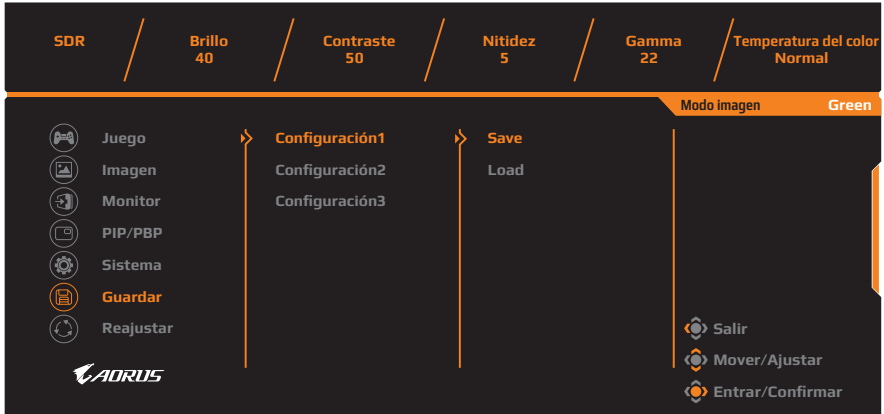 SDR
Brillo
40
Contraste
50
Nitidez
5
Gamma
22
Temperatura del color
Normal
Modo imagen Green
Juego
Imagen
Monitor
PIP/PBP
Sistema
Guardar
Reajustar
Configuración1
Configuración2
Configuración3
Save
Load
Salir
Mover/Ajustar
Entrar/Confirmar
AORUS